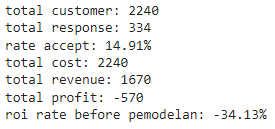 total customer: 2240
total response: 334
rate accept: 14.91%
total cost: 2240
total revenue: 1670
total profit: -570
roi rate before pemodelan: -34.13%